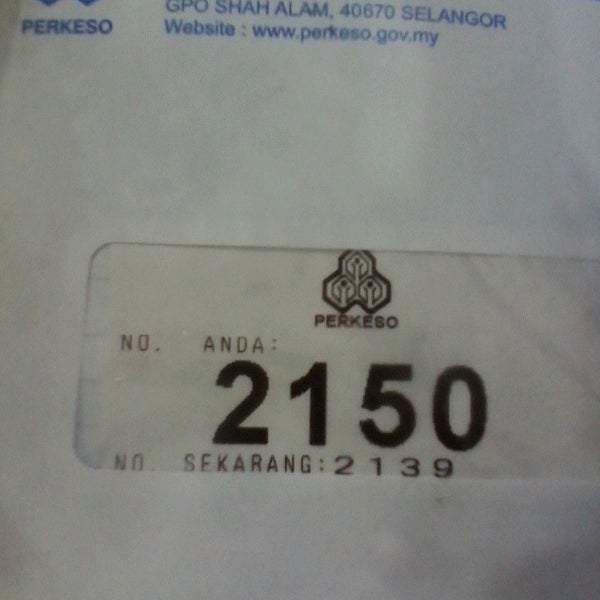 GPO SHAH ALAM, 40670 SELANGOR
PERKESO
Website : www.perkeso.gov.my
PERKESO
NO. ANDA:
2150
NO. SEKARANG:2139